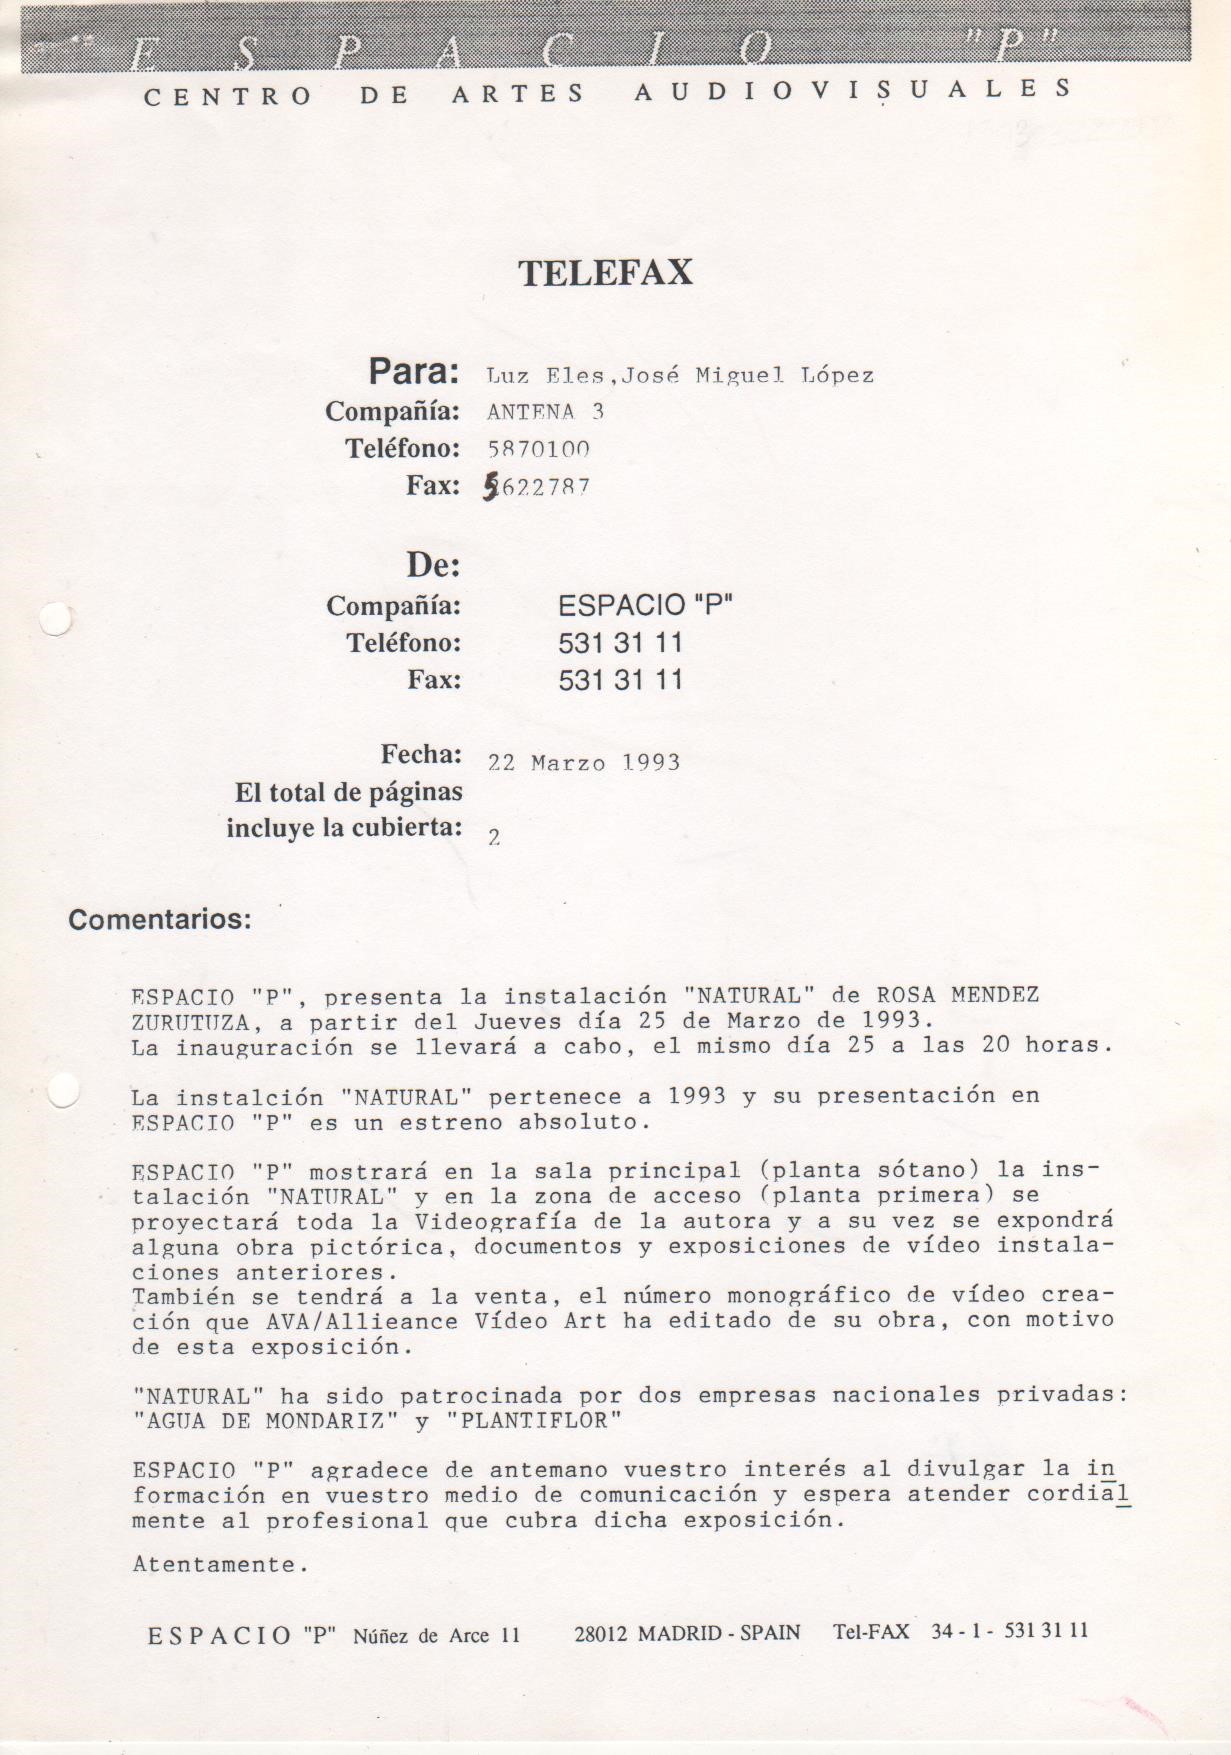 ESPACIO "P"
CENTRO DE ARTES AUDIOVISUALES
TELEFAX
Para: Luz Eles,José Miguel López
Compañía: ANTENA 3
Teléfono: 5870100
Fax: 5622787
De:
Compañía: ESPACIO "P"
Teléfono: 531 31 11
Fax: 531 31 11
Fecha: 22 Marzo 1993
El total de páginas
incluye la cubierta: 2
Comentarios:
ESPACIO "P", presenta la instalación "NATURAL" de ROSA MENDEZ
ZURUTUZA, a partir del Jueves día 25 de Marzo de 1993.
La inauguración se llevará a cabo, el mismo día 25 a las 20 horas.
La instalción "NATURAL" pertenece a 1993 y su presentación en
ESPACIO "P" es un estreno absoluto.
ESPACIO "P" mostrará en la sala principal (planta sótano) la ins-
talación "NATURAL" y en la zona de acceso (planta primera) se
proyectará toda la Videografía de la autora y a su vez se expondrá
alguna obra pictórica, documentos y exposiciones de vídeo instala-
ciones anteriores.
También se tendrá a la venta, el número monográfico de vídeo crea-
ción que AVA/Allieance Vídeo Art ha editado de su obra, con motivo
de esta exposición.
"NATURAL" ha sido patrocinada por dos empresas nacionales privadas:
"AGUA DE MONDARIZ" y "PLANTIFLOR"
ESPACIO "P" agradece de antemano vuestro interés al divulgar la in
formación en vuestro medio de comunicación y espera atender cordial
mente al profesional que cubra dicha exposición.
Atentamente.
ESPACIO "P" Núñez de Arce 11 28012 MADRID - SPAIN Tel-FAX 34 - 1 - 531 31 11